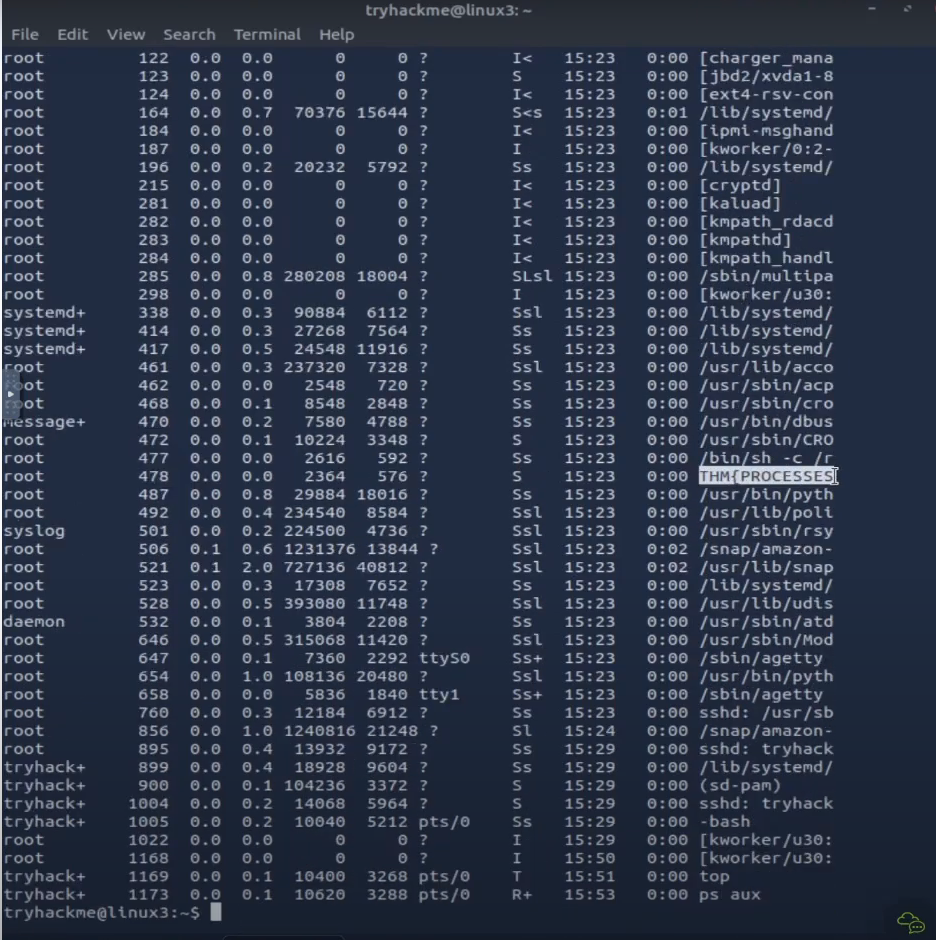 tryhackme@linux3: ~
File Edit View Search Terminal Help
root 122 0.0 0.0 0 0 ? I< 15:23 0:00 [charger_mana
root 123 0.0 0.0 0 0 ? S 15:23 0:00 [jbd2/xvda1-8
root 124 0.0 0.0 0 0 ? I< 15:23 0:00 [ext4-rsv-con
root 164 0.0 0.7 70376 15644 ? S<s 15:23 0:01 /lib/systemd/
root 184 0.0 0.0 0 0 ? I< 15:23 0:00 [ipmi-msghand
root 187 0.0 0.0 0 0 ? I 15:23 0:00 [kworker/0:2-
root 196 0.0 0.2 20232 5792 ? Ss 15:23 0:00 /lib/systemd/
root 215 0.0 0.0 0 0 ? I< 15:23 0:00 [cryptd]
root 281 0.0 0.0 0 0 ? I< 15:23 0:00 [kaluad]
root 282 0.0 0.0 0 0 ? I< 15:23 0:00 [kmpath_rdacd
root 283 0.0 0.0 0 0 ? I< 15:23 0:00 [kmpathd]
root 284 0.0 0.0 0 0 ? I< 15:23 0:00 [kmpath_handl
root 285 0.0 0.8 280208 18004 ? SLsl 15:23 0:00 /sbin/multipa
root 298 0.0 0.0 0 0 ? I 15:23 0:00 [kworker/u30:
systemd+ 338 0.0 0.3 90884 6112 ? Ssl 15:23 0:00 /lib/systemd/
systemd+ 414 0.0 0.3 27268 7564 ? Ss 15:23 0:00 /lib/systemd/
systemd+ 417 0.0 0.5 24548 11916 ? Ss 15:23 0:00 /lib/systemd/
root 461 0.0 0.3 237320 7328 ? Ssl 15:23 0:00 /usr/lib/acco
root 462 0.0 0.0 2548 720 ? Ss 15:23 0:00 /usr/sbin/acp
root 468 0.0 0.1 8548 2848 ? Ss 15:23 0:00 /usr/sbin/cro
message+ 470 0.0 0.2 7580 4788 ? Ss 15:23 0:00 /usr/bin/dbus
root 472 0.0 0.1 10224 3348 ? S 15:23 0:00 /usr/sbin/CRO
root 477 0.0 0.0 2616 592 ? Ss 15:23 0:00 /bin/sh -c /r
root 478 0.0 0.0 2364 576 ? S 15:23 0:00 THM{PROCESSES
root 487 0.0 0.8 29884 18016 ? Ss 15:23 0:00 /usr/bin/pyth
root 492 0.0 0.4 234540 8584 ? Ssl 15:23 0:00 /usr/lib/poli
syslog 501 0.0 0.2 224500 4736 ? Ssl 15:23 0:00 /usr/sbin/rsy
root 506 0.1 0.6 1231376 13844 ? Ssl 15:23 0:02 /snap/amazon-
root 521 0.1 2.0 727136 40812 ? Ssl 15:23 0:02 /usr/lib/snap
root 523 0.0 0.3 17308 7652 ? Ss 15:23 0:00 /lib/systemd/
root 528 0.0 0.5 393080 11748 ? Ssl 15:23 0:00 /usr/lib/udis
daemon 532 0.0 0.1 3804 2208 ? Ss 15:23 0:00 /usr/sbin/atd
root 646 0.0 0.5 315068 11420 ? Ssl 15:23 0:00 /usr/sbin/Mod
root 647 0.0 0.1 7360 2292 ttyS0 Ss+ 15:23 0:00 /sbin/agetty
root 654 0.0 1.0 108136 20480 ? Ssl 15:23 0:00 /usr/bin/pyth
root 658 0.0 0.0 5836 1840 tty1 Ss+ 15:23 0:00 /sbin/agetty
root 760 0.0 0.3 12184 6912 ? Ss 15:23 0:00 sshd: /usr/sb
root 856 0.0 1.0 1240816 21248 ? Sl 15:24 0:00 /snap/amazon-
root 895 0.0 0.4 13932 9172 ? Ss 15:29 0:00 sshd: tryhack
tryhack+ 899 0.0 0.4 18928 9604 ? Ss 15:29 0:00 /lib/systemd/
tryhack+ 900 0.0 0.1 104236 3372 ? S 15:29 0:00 (sd-pam)
tryhack+ 1004 0.0 0.2 14068 5964 ? S 15:29 0:00 sshd: tryhack
tryhack+ 1005 0.0 0.2 10040 5212 pts/0 Ss 15:29 0:00 -bash
root 1022 0.0 0.0 0 0 ? I 15:29 0:00 [kworker/u30:
root 1168 0.0 0.0 0 0 ? I 15:50 0:00 [kworker/u30:
tryhack+ 1169 0.0 0.1 10400 3268 pts/0 T 15:51 0:00 top
tryhack+ 1173 0.0 0.1 10620 3288 pts/0 R+ 15:53 0:00 ps aux
tryhackme@linux3:~$